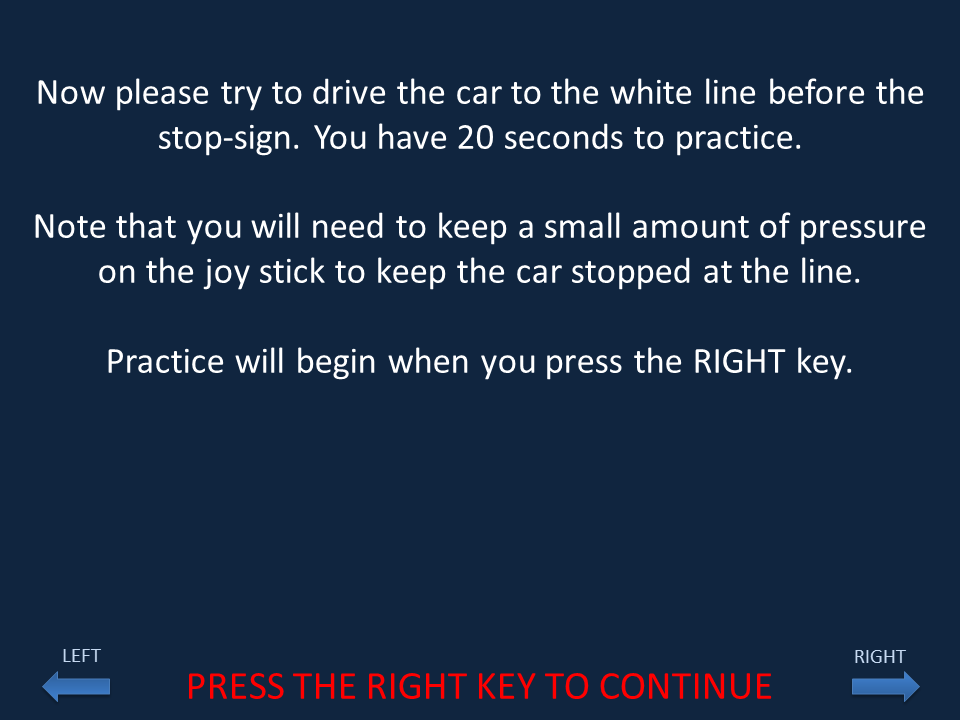 Now please try to drive the car to the white line before the
stop-sign. You have 20 seconds to practice.
Note that you will need to keep a small amount of pressure
on the joy stick to keep the car stopped at the line.
Practice will begin when you press the RIGHT key.
LEFT
RIGHT
PRESS THE RIGHT KEY TO CONTINUE